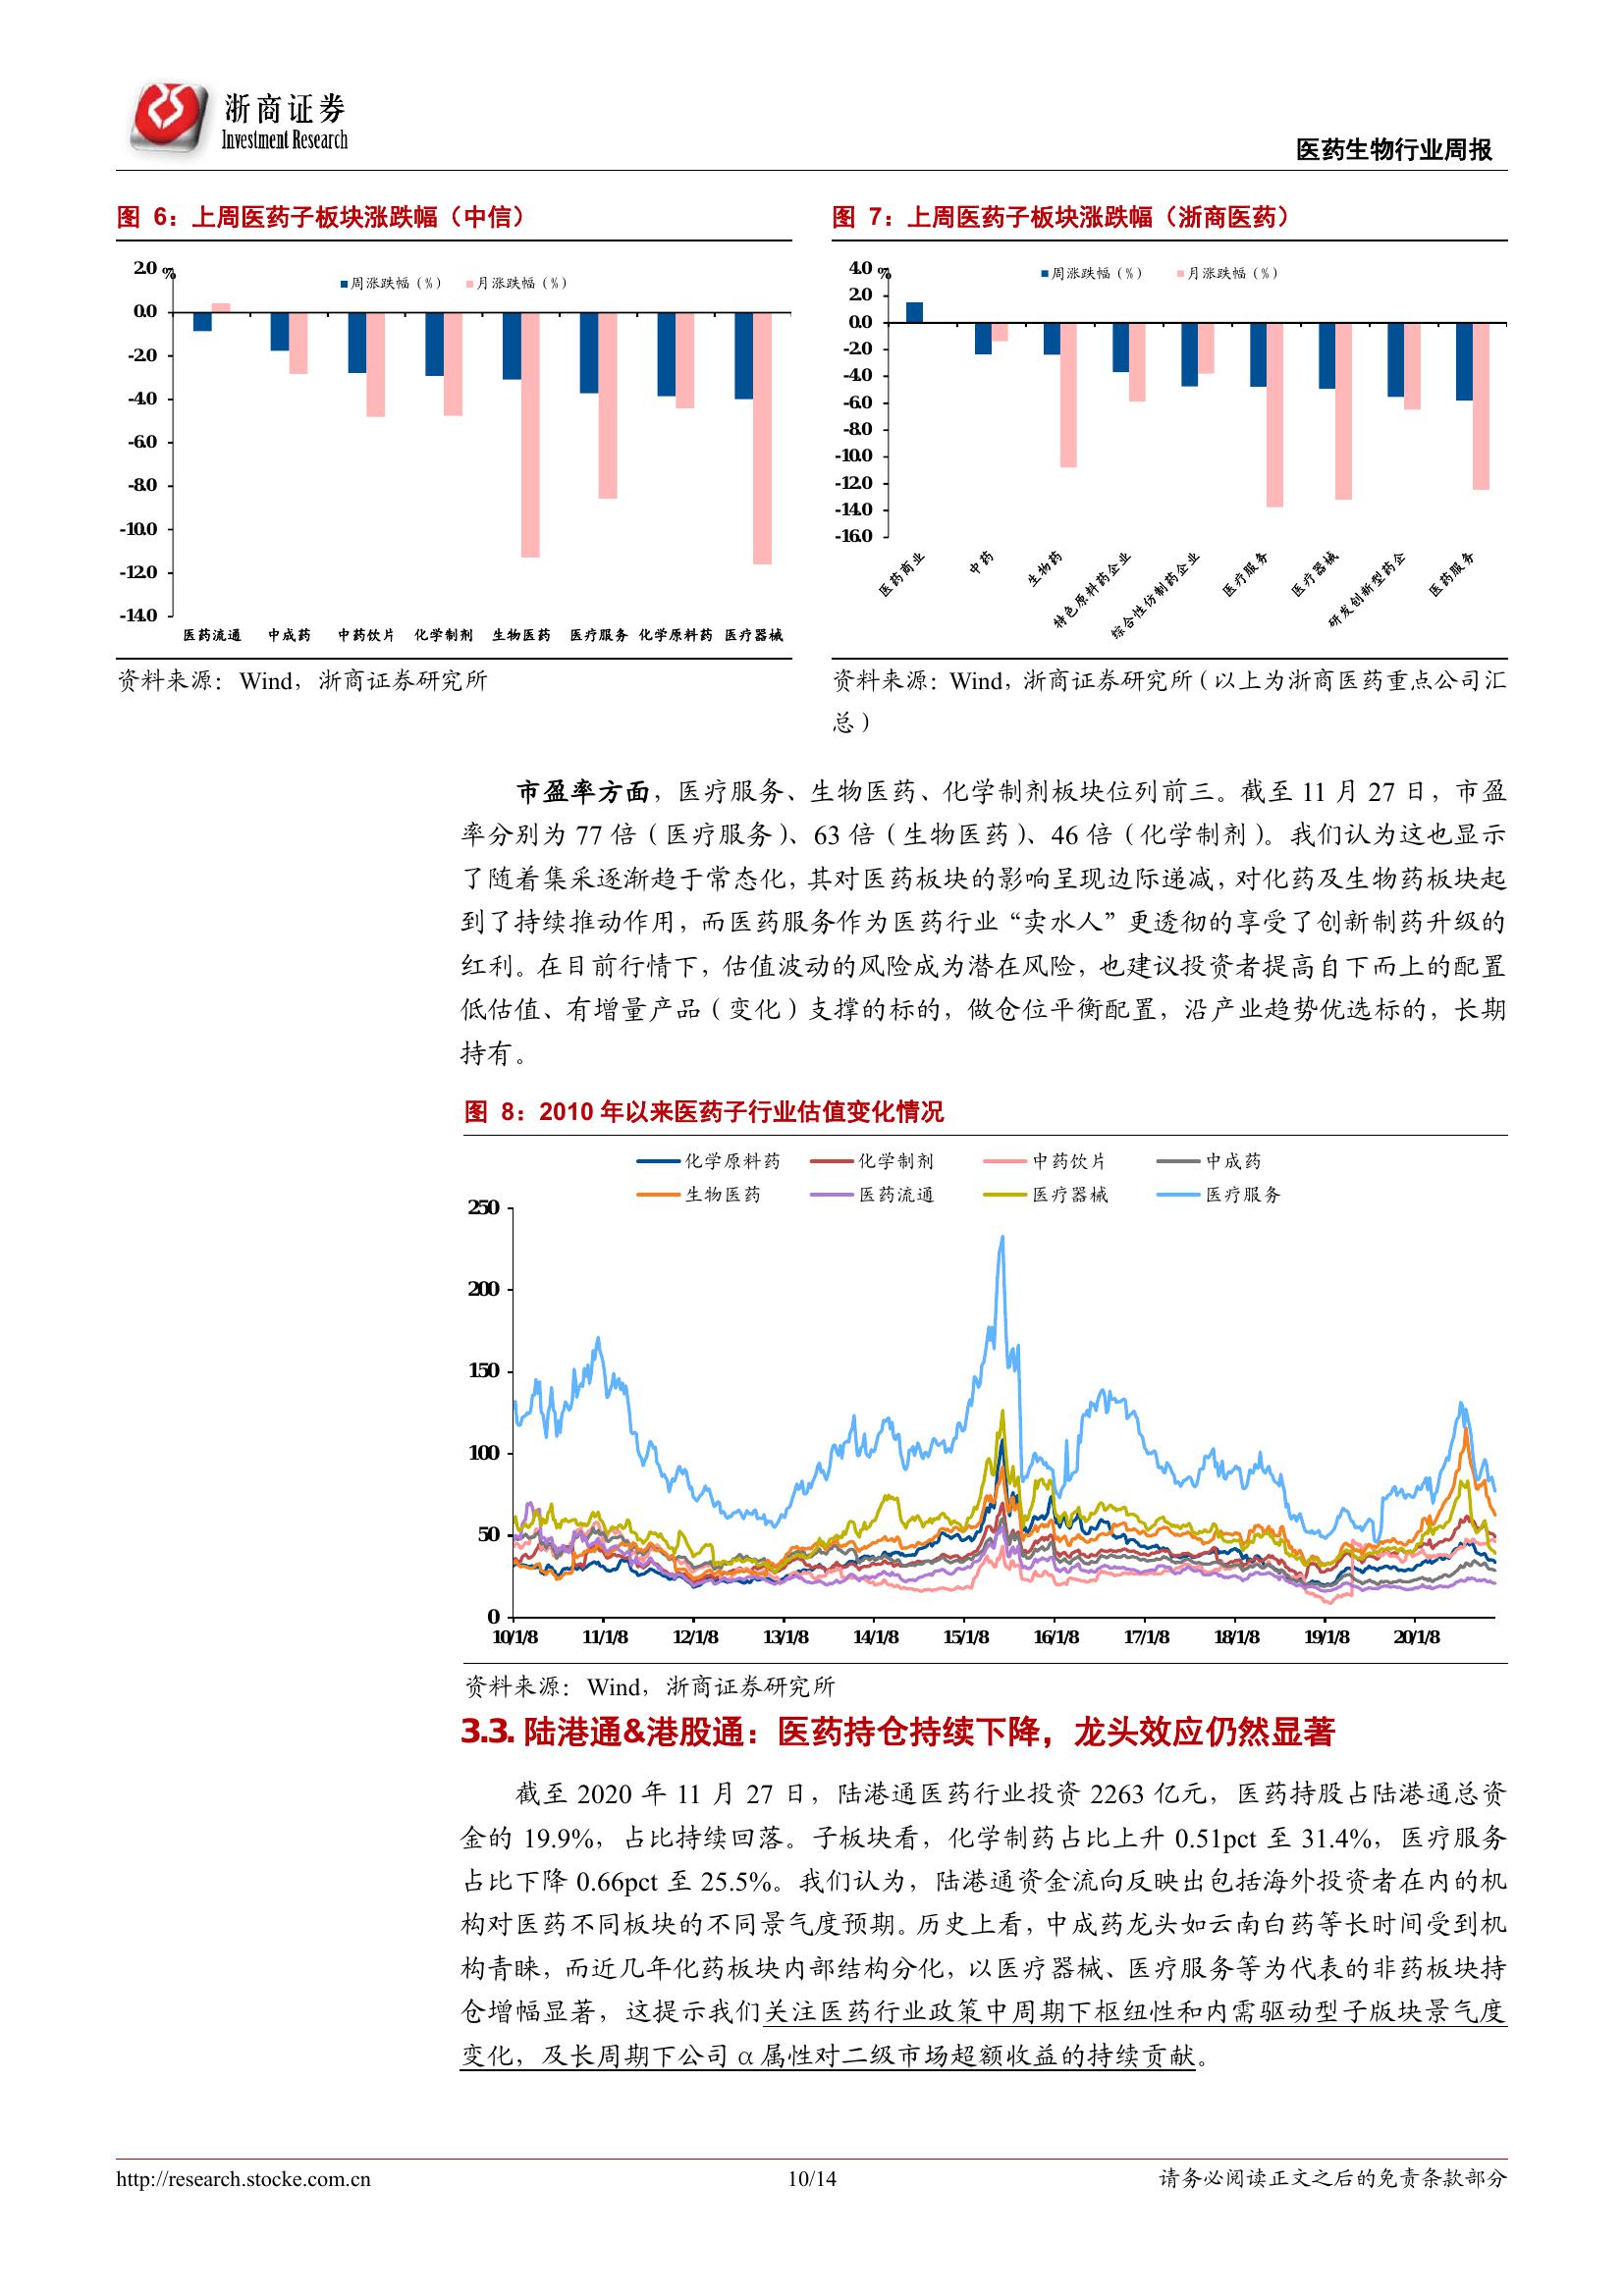 浙商证券
Investment Research
医药生物行业周报
图 6：上周医药子板块涨跌幅（中信）
2.0
%
周涨跌幅（%）
月涨跌幅（%）
0.0
-2.0
-4.0
-6.0
-8.0
-10.0
-12.0
-14.0
医药流通 中成药 中药饮片 化学制剂 生物医药 医疗服务 化学原料药 医疗器械
资料来源：Wind，浙商证券研究所
图 7：上周医药子板块涨跌幅（浙商医药）
4.0
%
周涨跌幅（%）
月涨跌幅（%）
2.0
0.0
-2.0
-4.0
-6.0
-8.0
-10.0
-12.0
-14.0
-16.0
医药商业
中药
生物药
特色原料药企业
综合性仿制药企业
医疗服务
医疗器械
研发创新型药企
医药服务
资料来源：Wind，浙商证券研究所（以上为浙商医药重点公司汇
总）
市盈率方面，医疗服务、生物医药、化学制剂板块位列前三。截至 11 月 27 日，市盈
率分别为 77 倍（医疗服务）、63 倍（生物医药）、46 倍（化学制剂）。我们认为这也显示
了随着集采逐渐趋于常态化，其对医药板块的影响呈现边际递减，对化药及生物药板块起
到了持续推动作用，而医药服务作为医药行业“卖水人”更透彻的享受了创新制药升级的
红利。在目前行情下，估值波动的风险成为潜在风险，也建议投资者提高自下而上的配置
低估值、有增量产品（变化）支撑的标的，做仓位平衡配置，沿产业趋势优选标的，长期
持有。
图 8：2010 年以来医药子行业估值变化情况
化学原料药 化学制剂 中药饮片 中成药
生物医药 医药流通 医疗器械 医疗服务
250
200
150
100
50
0
10/1/8 11/1/8 12/1/8 13/1/8 14/1/8 15/1/8 16/1/8 17/1/8 18/1/8 19/1/8 20/1/8
资料来源：Wind，浙商证券研究所
3.3. 陆港通&港股通：医药持仓持续下降，龙头效应仍然显著
截至 2020 年 11 月 27 日，陆港通医药行业投资 2263 亿元，医药持股占陆港通总资
金的 19.9%，占比持续回落。子板块看，化学制药占比上升 0.51pct 至 31.4%，医疗服务
占比下降 0.66pct 至 25.5%。我们认为，陆港通资金流向反映出包括海外投资者在内的机
构对医药不同板块的不同景气度预期。历史上看，中成药龙头如云南白药等长时间受到机
构青睐，而近几年化药板块内部结构分化，以医疗器械、医疗服务等为代表的非药板块持
仓增幅显著，这提示我们关注医药行业政策中周期下枢纽性和内需驱动型子版块景气度
变化，及长周期下公司 α 属性对二级市场超额收益的持续贡献。
http://research.stocke.com.cn
10/14
请务必阅读正文之后的免责条款部分